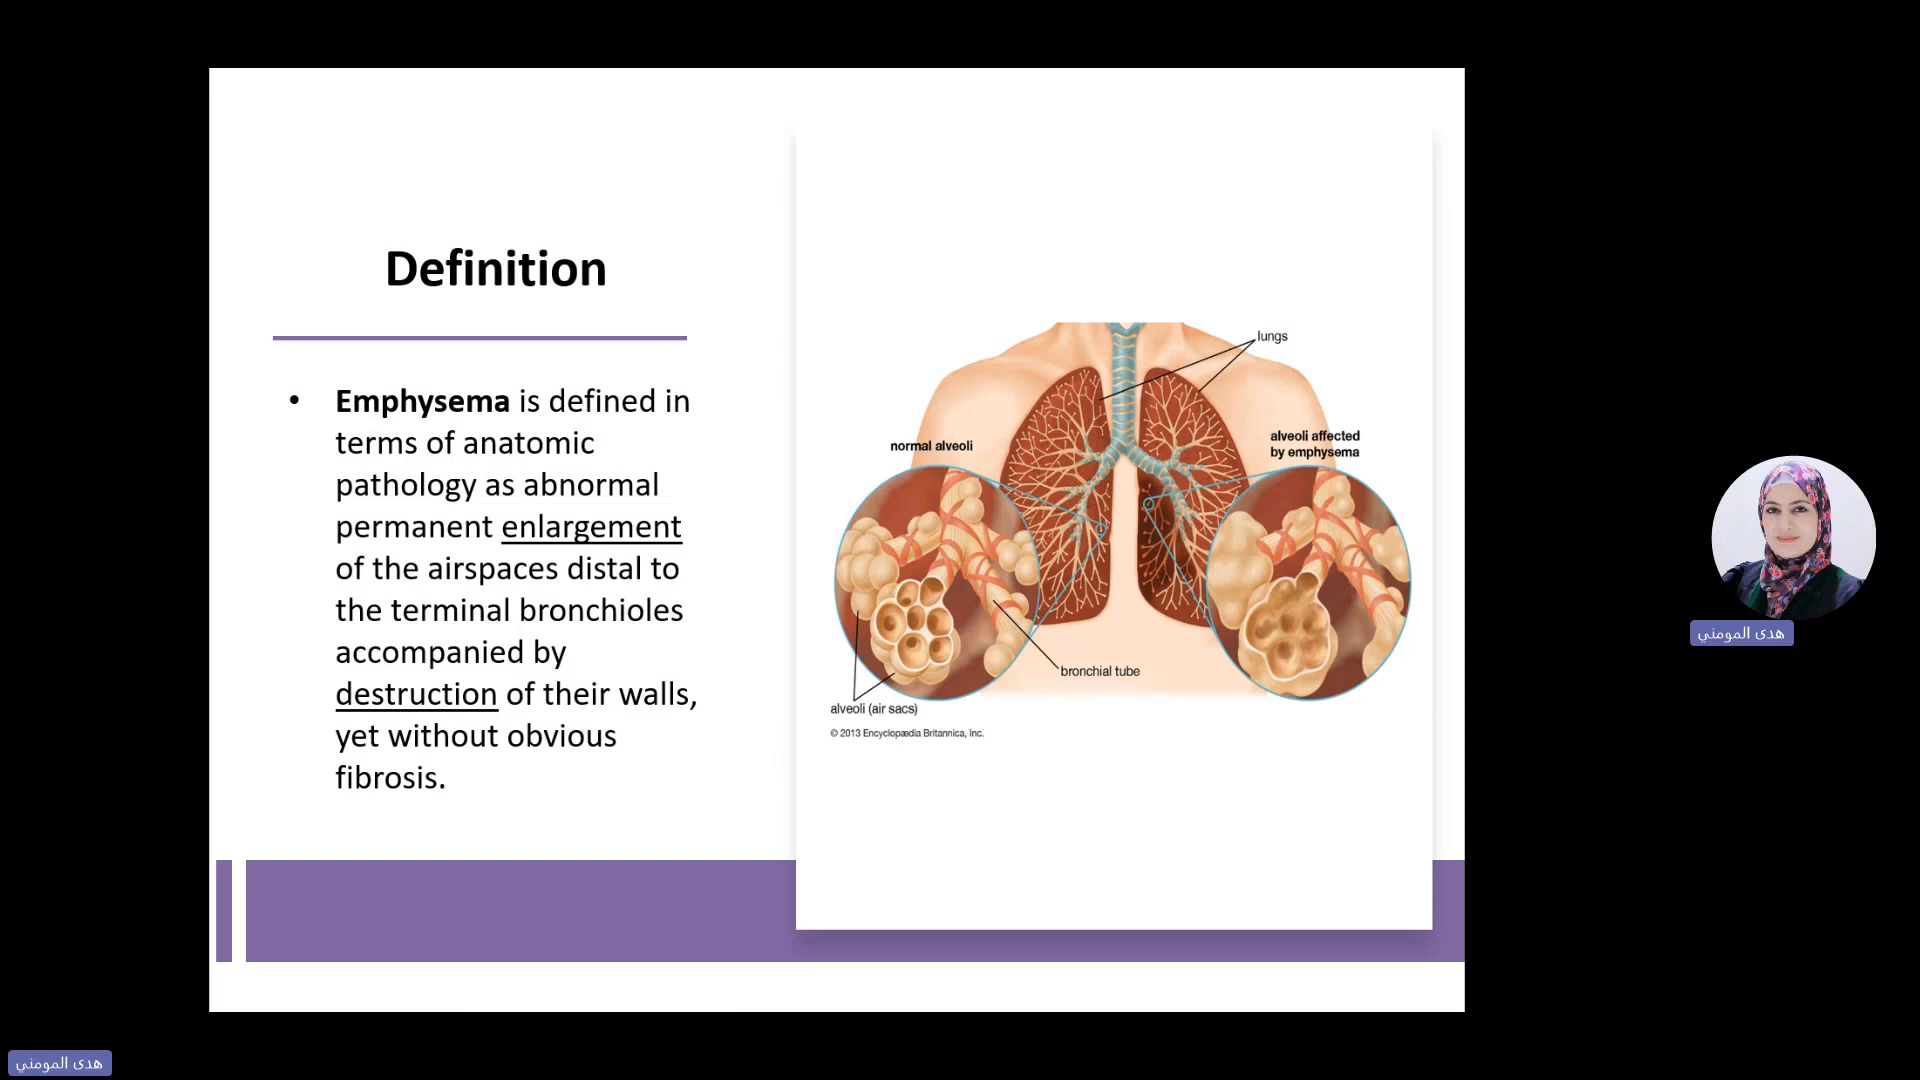 Definition
• Emphysema is defined in
terms of anatomic
pathology as abnormal
permanent enlargement
of the airspaces distal to
the terminal bronchioles
accompanied by
destruction of their walls,
yet without obvious
fibrosis.
lungs
normal alveoli
alveoli affected
by emphysema
bronchial tube
alveoli (air sacs)
© 2013 Encyclopædia Britannica, Inc.
هدى المومني
هدى المومني